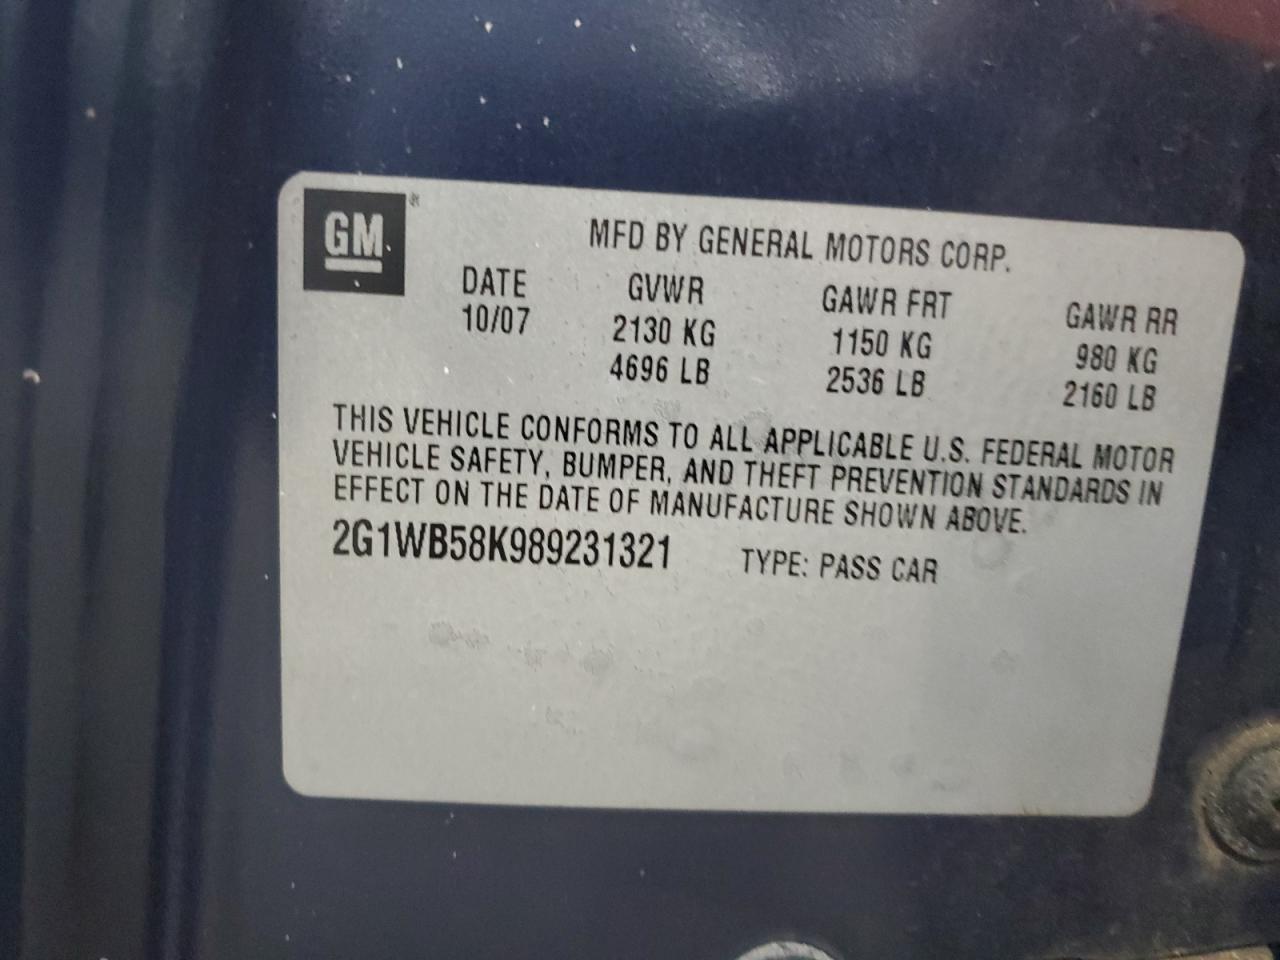 GM
MFD BY GENERAL MOTORS CORP.
DATE GVWR GAWR FRT GAWR RR
10/07 2130 KG 1150 KG 980 KG
4696 LB 2536 LB 2160 LB
THIS VEHICLE CONFORMS TO ALL APPLICABLE U.S. FEDERAL MOTOR
VEHICLE SAFETY, BUMPER, AND THEFT PREVENTION STANDARDS IN
EFFECT ON THE DATE OF MANUFACTURE SHOWN ABOVE.
2G1WB58K989231321 TYPE: PASS CAR